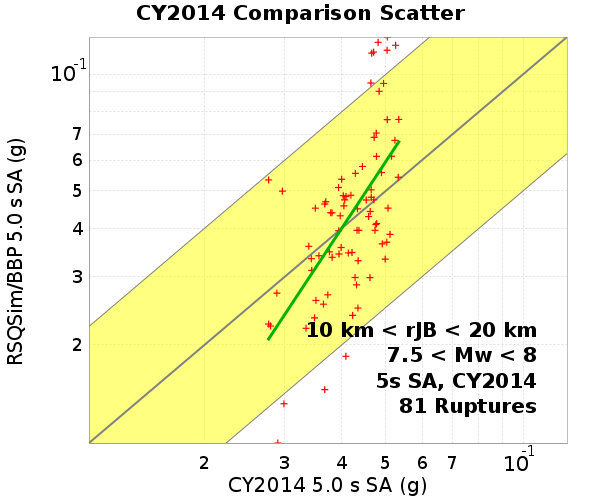 CY2014 Comparison Scatter
RSQSim/BBP 5.0 s SA (g)
10-1
7
6
5
4
3
2
10 km < rJB < 20 km
7.5 < Mw < 8
5s SA, CY2014
81 Ruptures
2 3 4 5 6 7 10-1
CY2014 5.0 s SA (g)